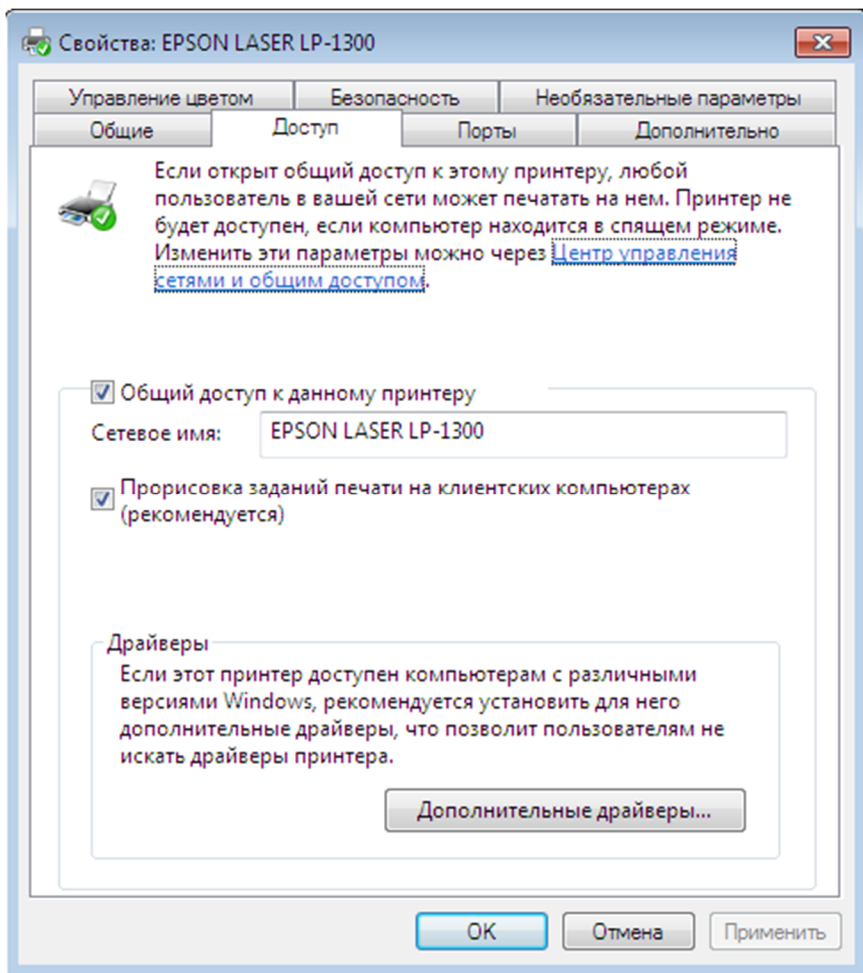 Свойства: EPSON LASER LP-1300
Управление цветом Безопасность Необязательные параметры
Общие Доступ Порты Дополнительно
Если открыт общий доступ к этому принтеру, любой
пользователь в вашей сети может печатать на нем. Принтер не
будет доступен, если компьютер находится в спящем режиме.
Изменить эти параметры можно через Центр управления
сетями и общим доступом.
Общий доступ к данному принтеру
Сетевое имя: EPSON LASER LP-1300
Прорисовка заданий печати на клиентских компьютерах
(рекомендуется)
Драйверы
Если этот принтер доступен компьютерам с различными
версиями Windows, рекомендуется установить для него
дополнительные драйверы, что позволит пользователям не
искать драйверы принтера.
Дополнительные драйверы...
OK Отмена Применить